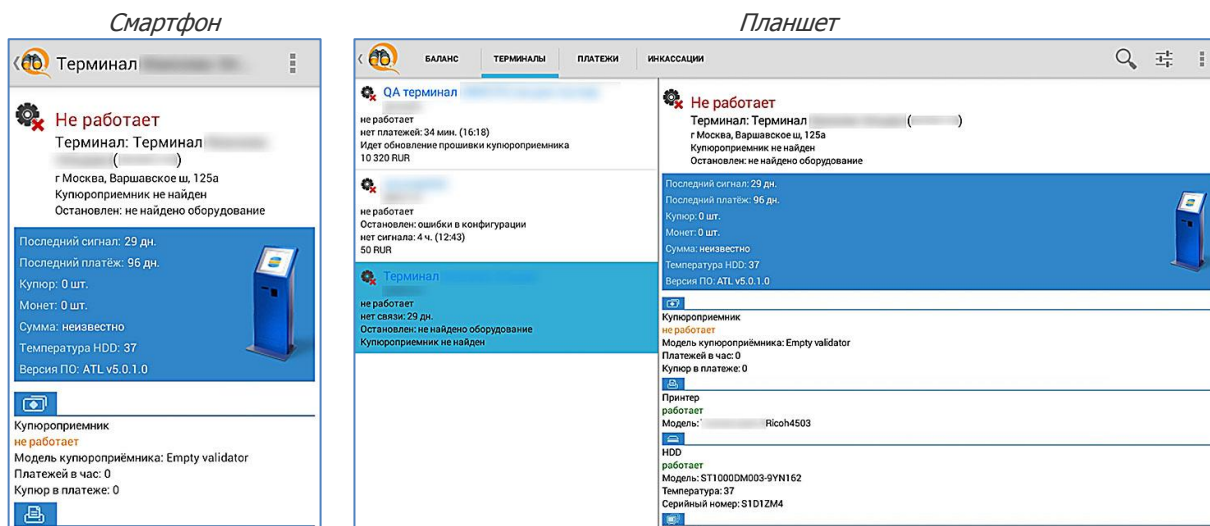 Смартфон
Терминал
Не работает
Терминал: Терминал
( )
г Москва, Варшавское ш, 125а
Купюроприемник не найден
Остановлен: не найдено оборудование
Последний сигнал: 29 дн.
Последний платёж: 96 дн.
Купюр: 0 шт.
Монет: 0 шт.
Сумма: неизвестно
Температура HDD: 37
Версия ПО: ATL v5.0.1.0
Купюроприемник
не работает
Модель купюроприёмника: Empty validator
Платежей в час: 0
Купюр в платеже: 0
Планшет
БАЛАНС ТЕРМИНАЛЫ ПЛАТЕЖИ ИНКАССАЦИИ
QA терминал
не работает
нет платежей: 34 мин. (16:18)
Идет обновление прошивки купюроприемника
10 320 RUR
не работает
Остановлен: ошибки в конфигурации
нет сигнала: 4 ч. (12:43)
50 RUR
Терминал
не работает
нет связи: 29 дн.
Остановлен: не найдено оборудование
Купюроприемник не найден
Не работает
Терминал: Терминал ( )
г Москва, Варшавское ш, 125а
Купюроприемник не найден
Остановлен: не найдено оборудование
Последний сигнал: 29 дн.
Последний платёж: 96 дн.
Купюр: 0 шт.
Монет: 0 шт.
Сумма: неизвестно
Температура HDD: 37
Версия ПО: ATL v5.0.1.0
Купюроприемник
не работает
Модель купюроприёмника: Empty validator
Платежей в час: 0
Купюр в платеже: 0
Принтер
работает
Модель: Ricoh4503
HDD
работает
Модель: ST1000DM003-9YN162
Температура: 37
Серийный номер: S1D1ZM4